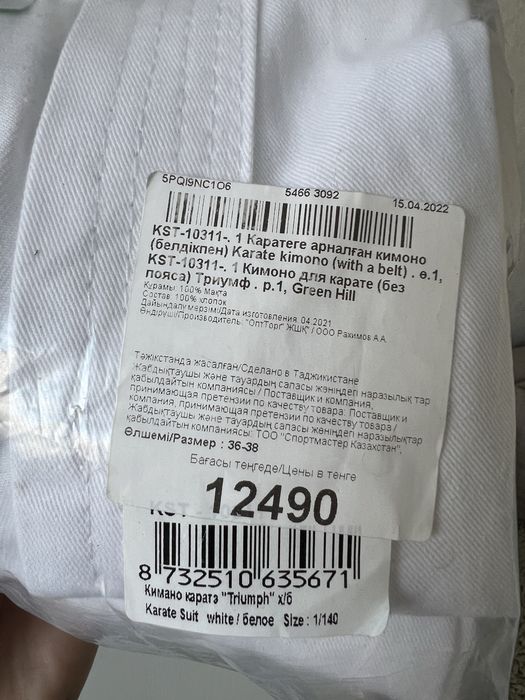 5PQI9NC1O6 5466 3092 15.04.2022
KST-10311-. 1 Каратеге арналған кимоно
(белдікпен) Karate kimono (with a belt) . ө.1,
KST-10311-. 1 Кимоно для карате (без
пояса) Триумф . р.1, Green Hill
Құрамы: 100% мақта
Состав: 100% хлопок
Дайындалу мерзімі/Дата изготовления: 04.2021
Өндіруші/Производитель: "ОптТорг" ЖШҚ" / ООО Рахимов А.А.
Тәжікстанда жасалған/Сделано в Таджикистане
Жабдықтаушы және тауардың сапасы жөніндегі наразылық тар
қабылдайтын компаниясы / Поставщик и компания,
принимающая претензии по качеству товара: Поставщик и
компания, принимающая претензии по качеству товара /
Жабдықтаушы және тауардың сапасы жөніндегі наразылықтар
қабылдайтын компаниясы: ТОО "Спортмастер Казахстан",
Өлшемі/Размер : 36-38
Бағасы теңгеде/Цены в тенге
12490
KST -
8 732510 635671
Кимано каратэ "Triumph" х/б
Karate Suit white / белое Size : 1/140